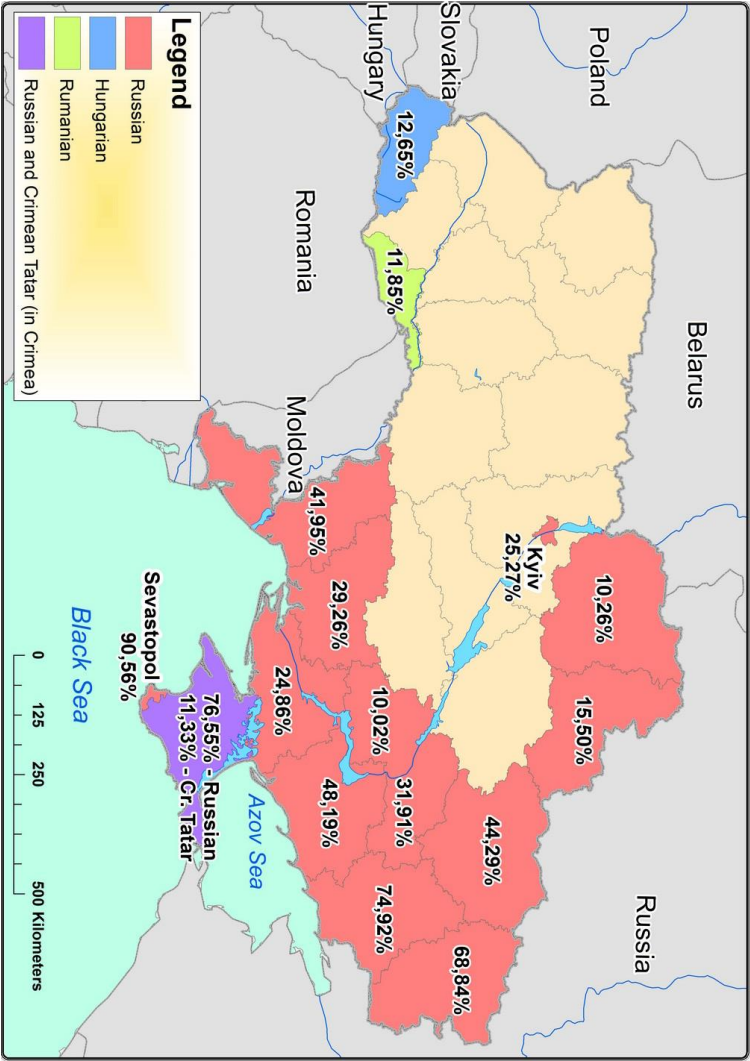 Poland
Belarus
Russia
Slovakia
Hungary
Romania
Moldova
12,65%
11,85%
Kyiv
25,27%
10,26%
15,50%
44,29%
68,84%
74,92%
31,91%
10,02%
48,19%
24,86%
29,26%
41,95%
76,55% - Russian
11,33% - Cr. Tatar
Sevastopol
90,56%
Azov Sea
Black Sea
Legend
Russian
Hungarian
Rumanian
Russian and Crimean Tatar (in Crimea)
0 125 250 500 Kilometers